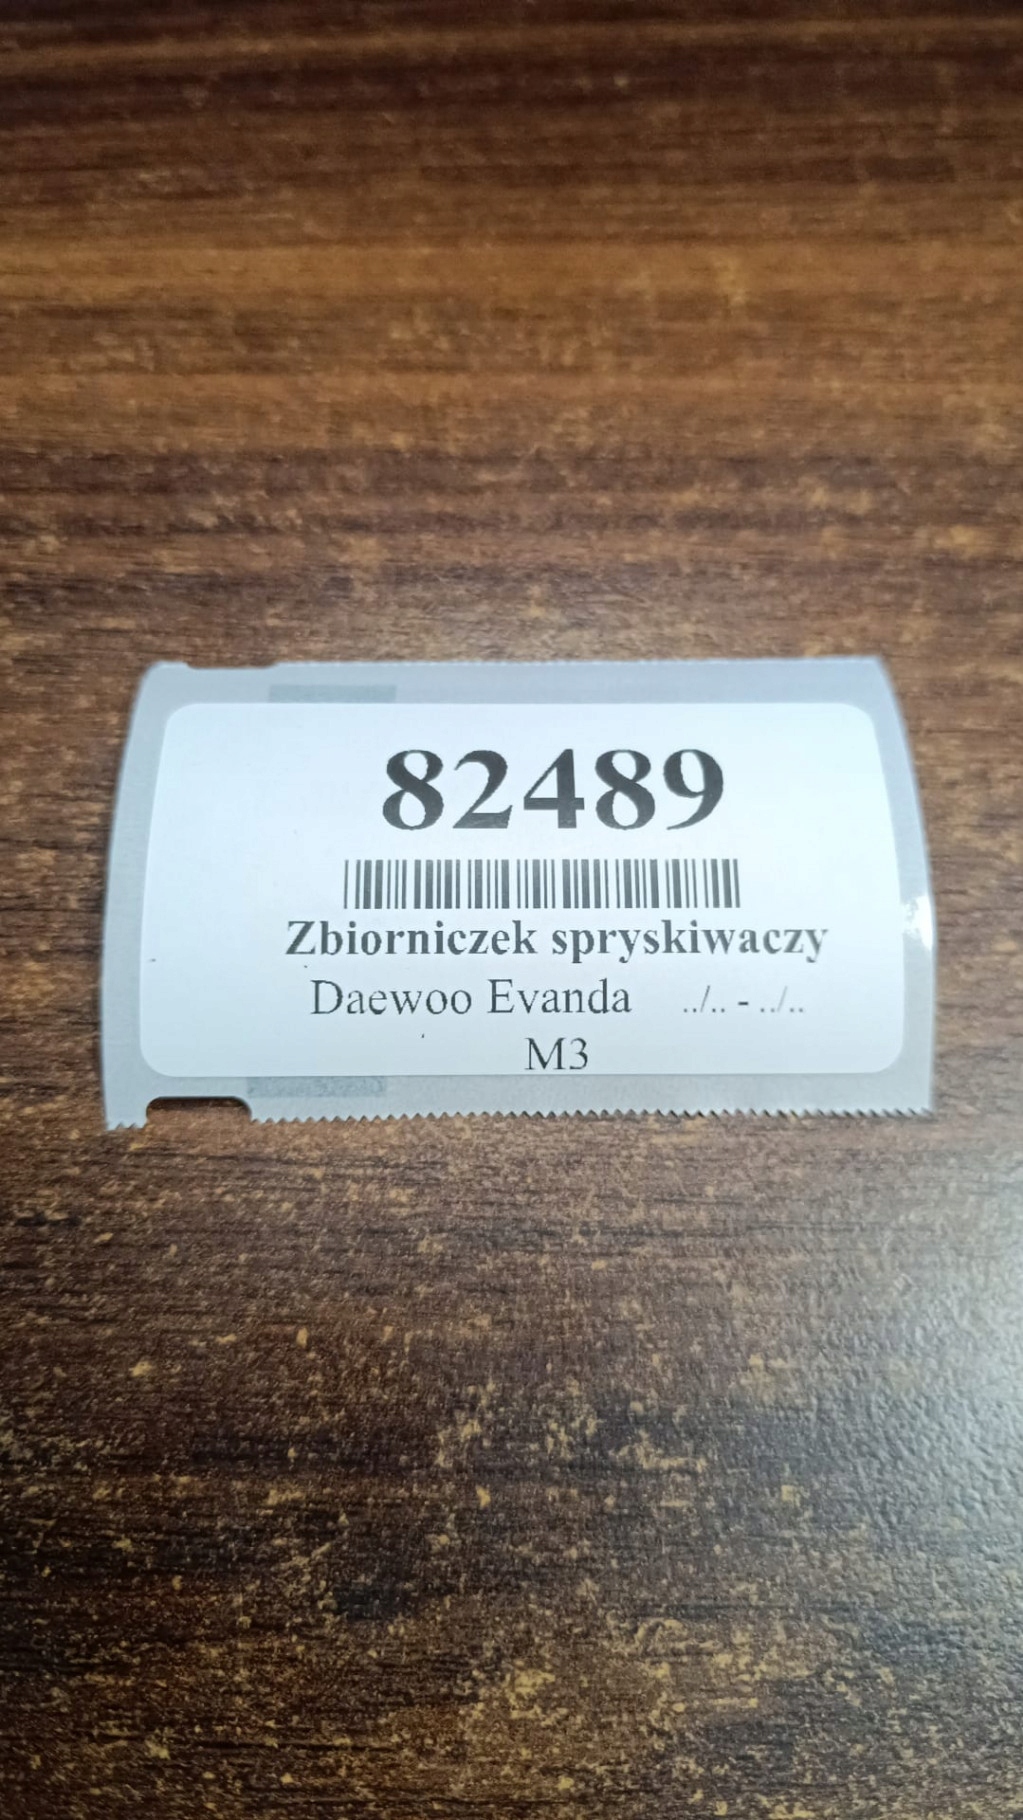 82489
Zbiorniczek spryskiwaczy
Daewoo Evanda ../.. - ../..
M3